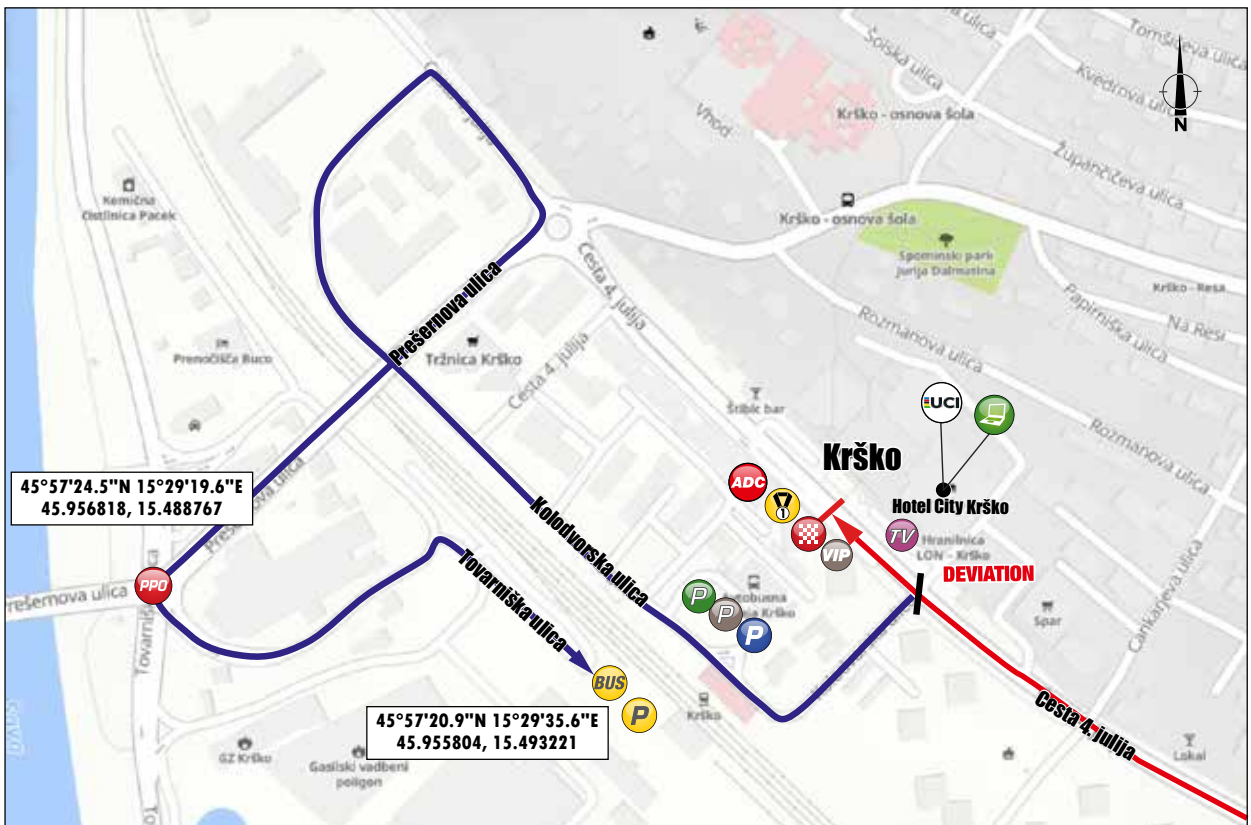 Šolska ulica
Tomšičeva ulica
Kvedrova ulica
Župančičeva ulica
Vhod
Krško - osnova šola
N
Kemična
čistilnica Pacek
Krško - osnova šola
Spominski park
Jurija Dalmatina
Krško - Resa
Papirniška ulica
Na Resi
Cesta 4. julija
Prešernova ulica
Prenočišča Buco
Tržnica Krško
Cesta 4. julija
Rozmanova ulica
Rozmanova ulica
Štibic bar
UCI
Krško
Hotel City Krško
45°57'24.5"N 15°29'19.6"E
45.956818, 15.488767
Prešernova ulica
ADC
1
VIP
TV
Hranilnica
LON - Krško
DEVIATION
Kolodvorska ulica
Tovarniška ulica
PPO
P
P
P
Spar
Cankarjeva ulica
BUS
P
45°57'20.9"N 15°29'35.6"E
45.955804, 15.493221
Krško
Cesta 4. julija
Lokal
GZ Krško
Gasilski vadbeni
poligon